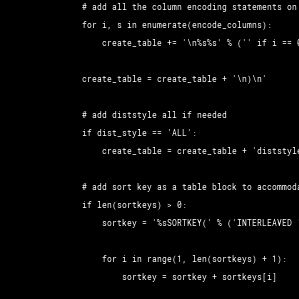 # add all the column encoding statements on
for i, s in enumerate(encode_columns):
create_table += '\n%s%s' % ('' if i ==
create_table = create_table + '\n)\n'
# add diststyle all if needed
if dist_style == 'ALL':
create_table = create_table + 'diststyle
# add sort key as a table block to accommoda
if len(sortkeys) > 0:
sortkey = '%sSORTKEY(' % ('INTERLEAVED
for i in range(1, len(sortkeys) + 1):
sortkey = sortkey + sortkeys[i]